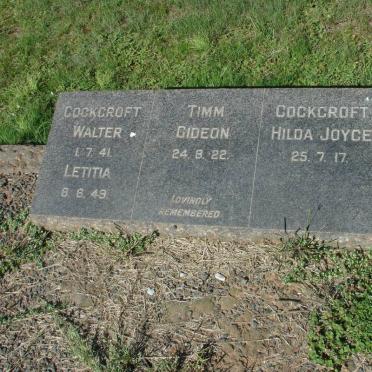 COCKCROFT
WALTER
1.7.41.
LETITIA
8.6.49.
TIMM
GIDEON
24.9.22.
LOVINGLY
REMEMBERED
COCKCROFT
HILDA JOYCE
25.7.17.